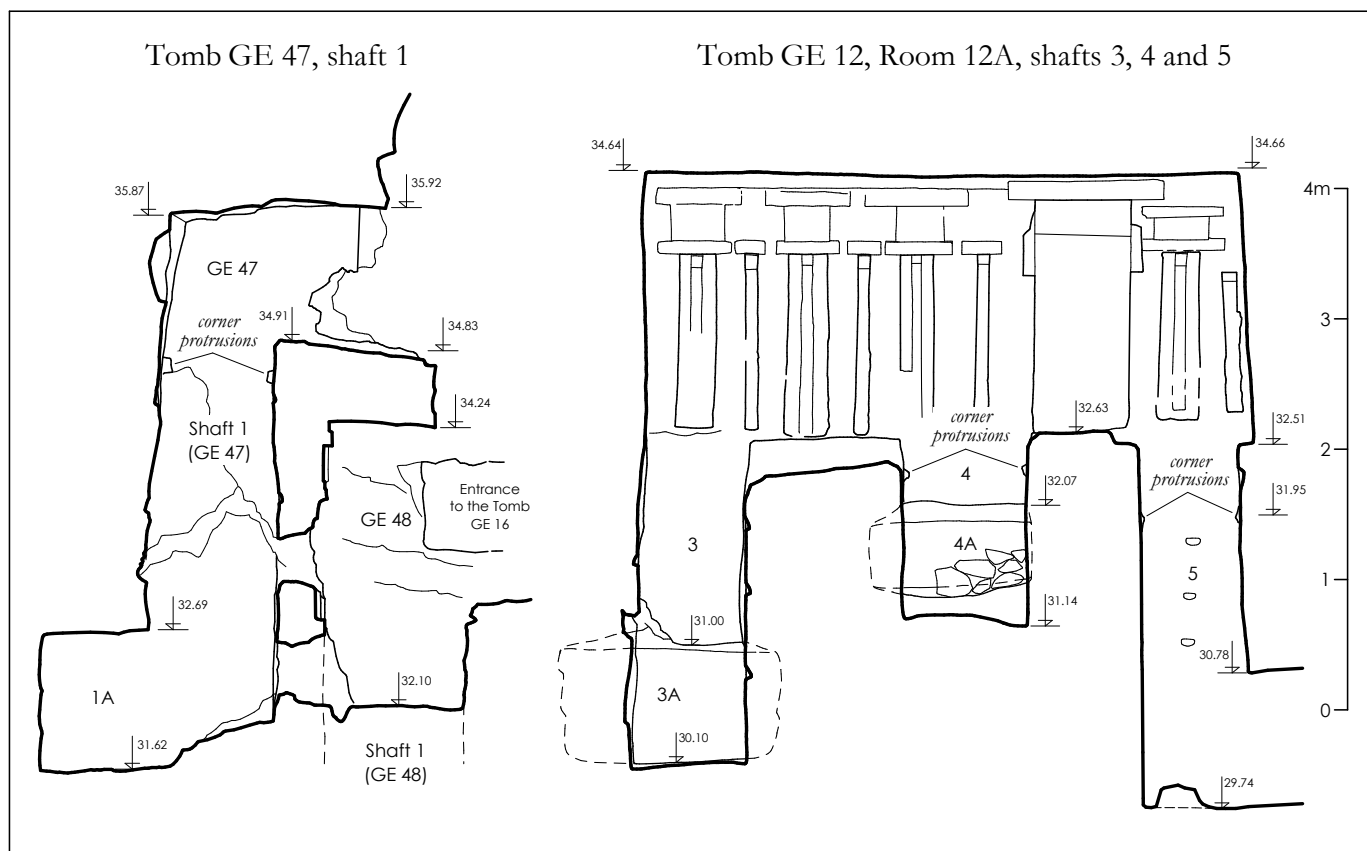 Tomb GE 47, shaft 1
35.87
35.92
GE 47
corner
protrusions
34.91
34.83
34.24
Shaft 1
(GE 47)
Entrance
to the Tomb
GE 16
GE 48
32.69
1A
32.10
31.62
Shaft 1
(GE 48)
Tomb GE 12, Room 12A, shafts 3, 4 and 5
34.64
34.66
4m
3
2
1
0
32.63
32.51
corner
protrusions
4
corner
protrusions
32.07
31.95
3
4A
5
31.00
31.14
30.78
3A
30.10
29.74